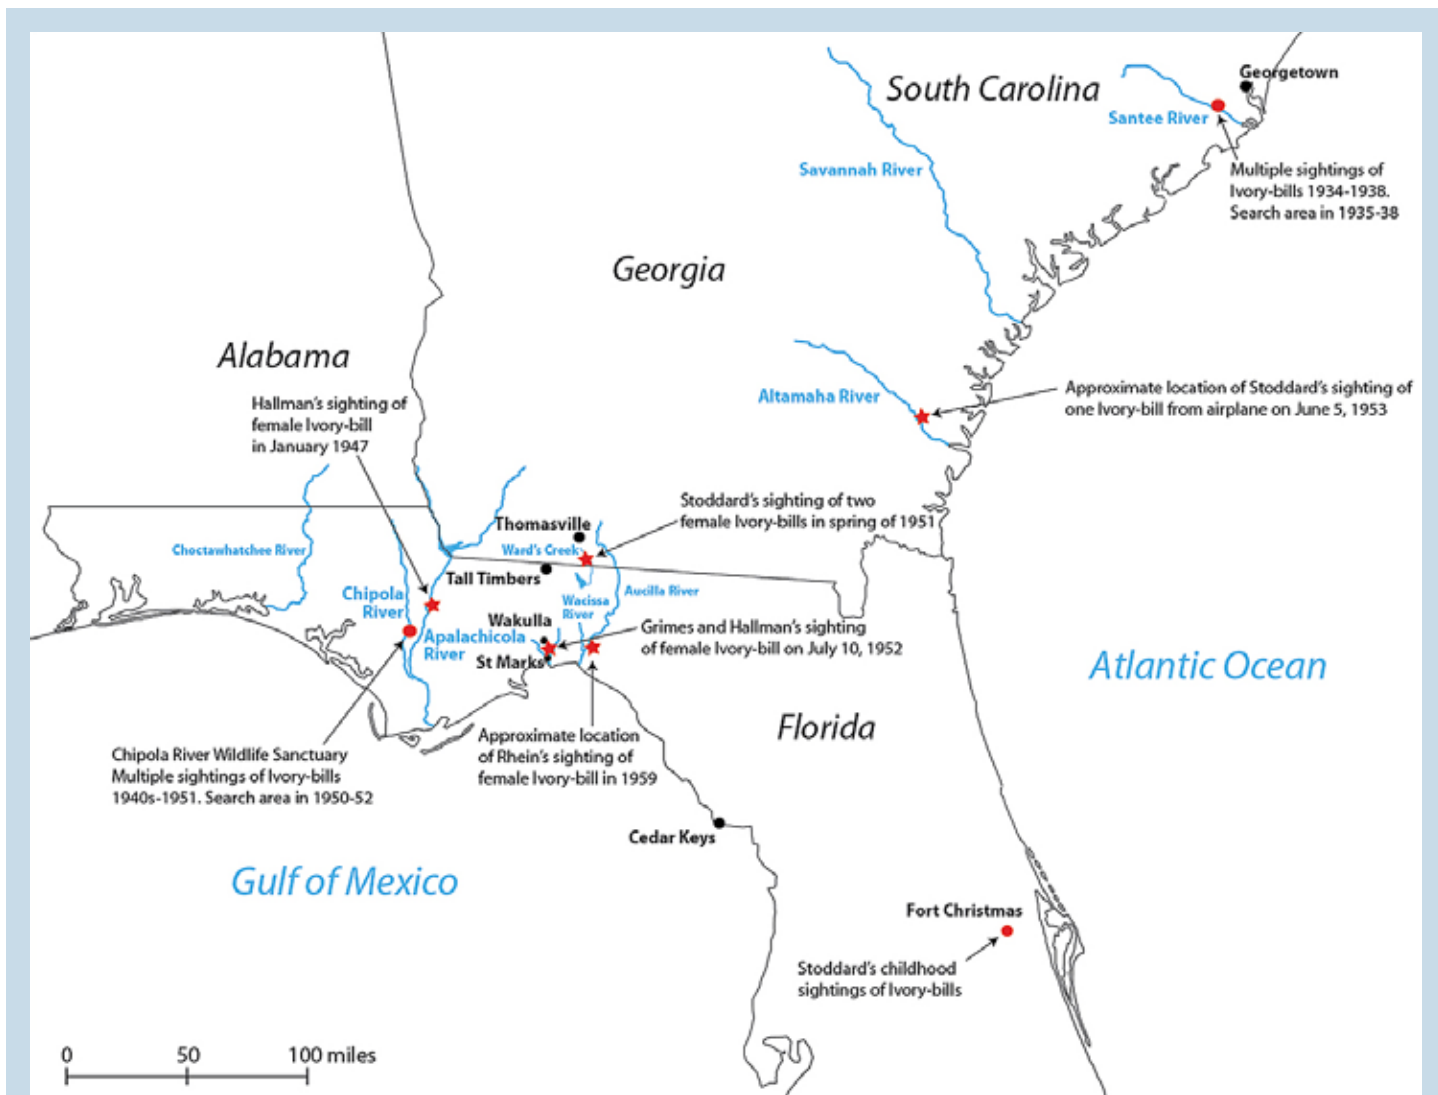 Georgetown
South Carolina
Santee River
Savannah River
Multiple sightings of
Ivory-bills 1934-1938.
Search area in 1935-38
Georgia
Alabama
Altamaha River
Approximate location of Stoddard's sighting of
one Ivory-bill from airplane on June 5, 1953
Hallman's sighting of
female Ivory-bill
in January 1947
Stoddard's sighting of two
female Ivory-bills in spring of 1951
Thomasville
Choctawhatchee River
Ward's Creek
Tall Timbers
Chipola
River
Wacissa
River
Aucilla River
Wakulla
Apalachicola
River
Grimes and Hallman's sighting
of female Ivory-bill on July 10, 1952
St Marks
Atlantic Ocean
Florida
Approximate location
of Rhein's sighting of
female Ivory-bill in 1959
Chipola River Wildlife Sanctuary
Multiple sightings of Ivory-bills
1940s-1951. Search area in 1950-52
Cedar Keys
Gulf of Mexico
Fort Christmas
Stoddard's childhood
sightings of Ivory-bills
0 50 100 miles